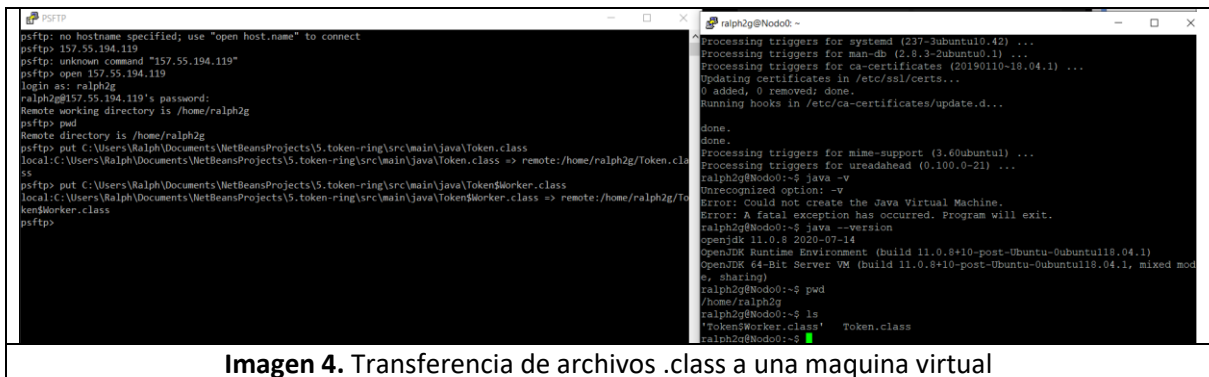 PSFTP
psftp: no hostname specified; use "open host.name" to connect
psftp> 157.55.194.119
psftp: unknown command "157.55.194.119"
psftp> open 157.55.194.119
login as: ralph2g
ralph2g@157.55.194.119's password:
Remote working directory is /home/ralph2g
psftp> pwd
Remote directory is /home/ralph2g
psftp> put C:\Users\Ralph\Documents\NetBeansProjects\5.token-ring\src\main\java\Token.class
local:C:\Users\Ralph\Documents\NetBeansProjects\5.token-ring\src\main\java\Token.class => remote:/home/ralph2g/Token.cla
ss
psftp> put C:\Users\Ralph\Documents\NetBeansProjects\5.token-ring\src\main\java\Token$Worker.class
local:C:\Users\Ralph\Documents\NetBeansProjects\5.token-ring\src\main\java\Token$Worker.class => remote:/home/ralph2g/To
ken$Worker.class
psftp>
ralph2g@Nodo0: ~
Processing triggers for systemd (237-3ubuntu10.42) ...
Processing triggers for man-db (2.8.3-2ubuntu0.1) ...
Processing triggers for ca-certificates (20190110~18.04.1) ...
Updating certificates in /etc/ssl/certs...
0 added, 0 removed; done.
Running hooks in /etc/ca-certificates/update.d...
done.
done.
Processing triggers for mime-support (3.60ubuntu1) ...
Processing triggers for ureadahead (0.100.0-21) ...
ralph2g@Nodo0:~$ java -v
Unrecognized option: -v
Error: Could not create the Java Virtual Machine.
Error: A fatal exception has occurred. Program will exit.
ralph2g@Nodo0:~$ java --version
openjdk 11.0.8 2020-07-14
OpenJDK Runtime Environment (build 11.0.8+10-post-Ubuntu-0ubuntu118.04.1)
OpenJDK 64-Bit Server VM (build 11.0.8+10-post-Ubuntu-0ubuntu118.04.1, mixed mod
e, sharing)
ralph2g@Nodo0:~$ pwd
/home/ralph2g
ralph2g@Nodo0:~$ ls
'Token$Worker.class'   Token.class
ralph2g@Nodo0:~$
Imagen 4. Transferencia de archivos .class a una maquina virtual